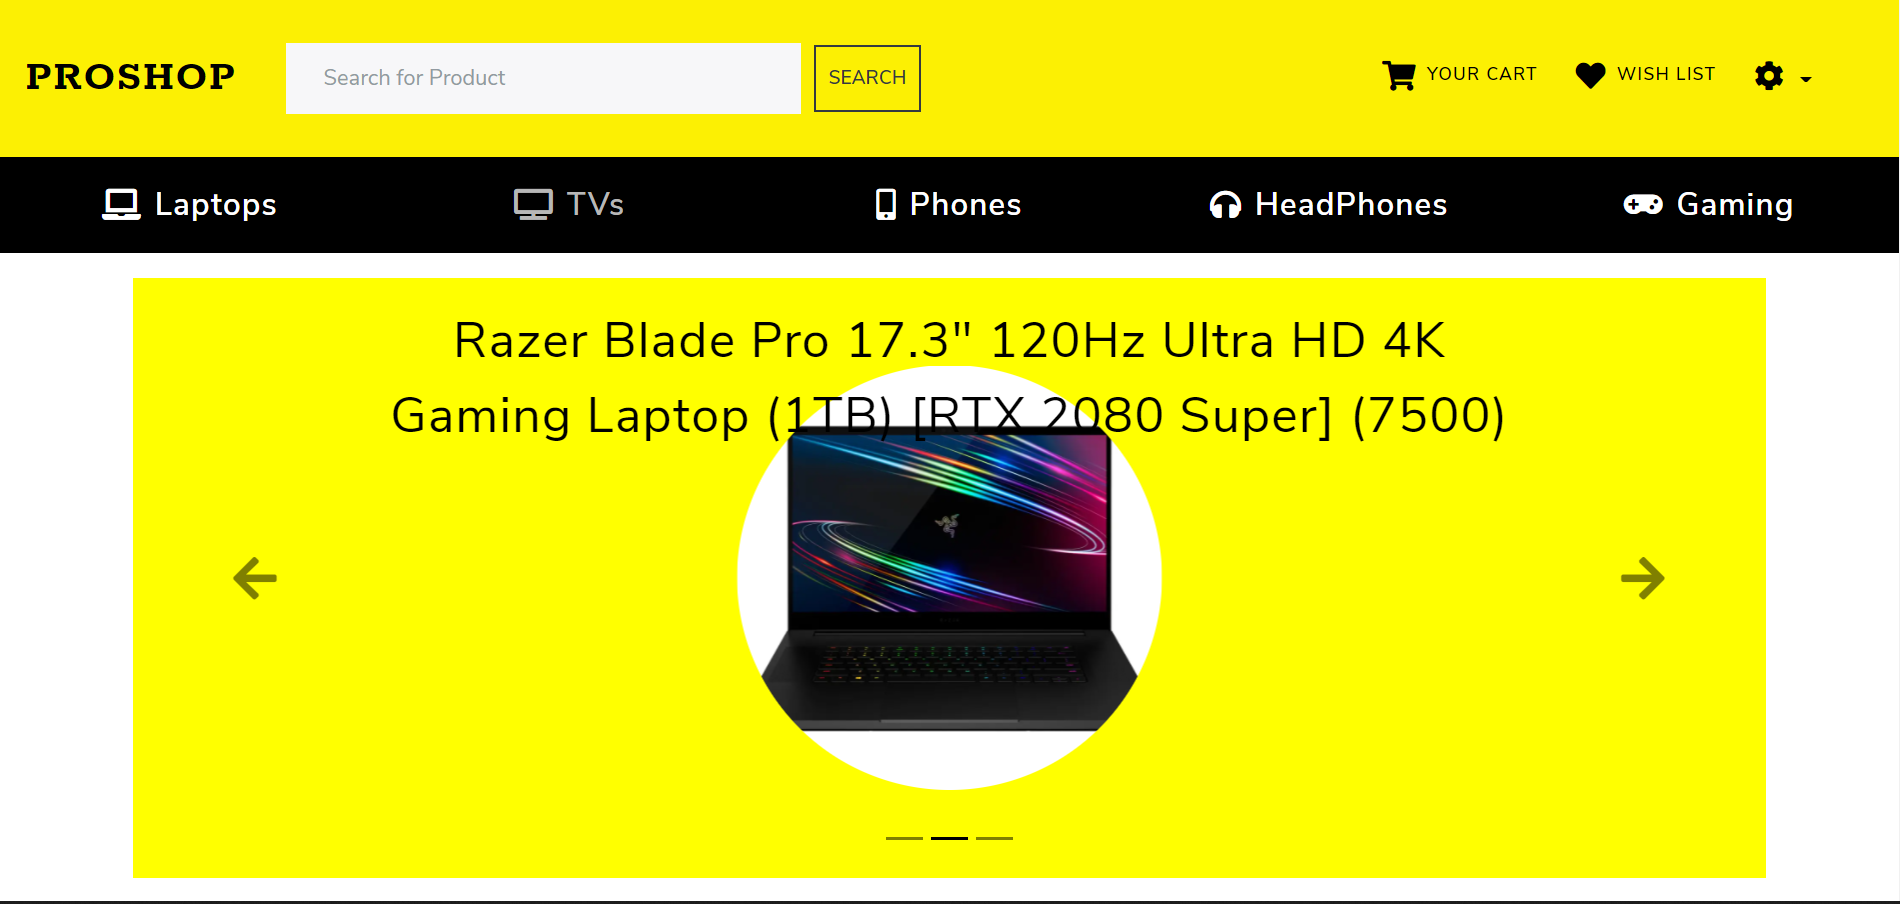 PROSHOP
Search for Product
SEARCH
YOUR CART
WISH LIST
Laptops
TVs
Phones
HeadPhones
Gaming
Razer Blade Pro 17.3" 120Hz Ultra HD 4K
Gaming Laptop (1TB) [RTX 2080 Super] (7500)